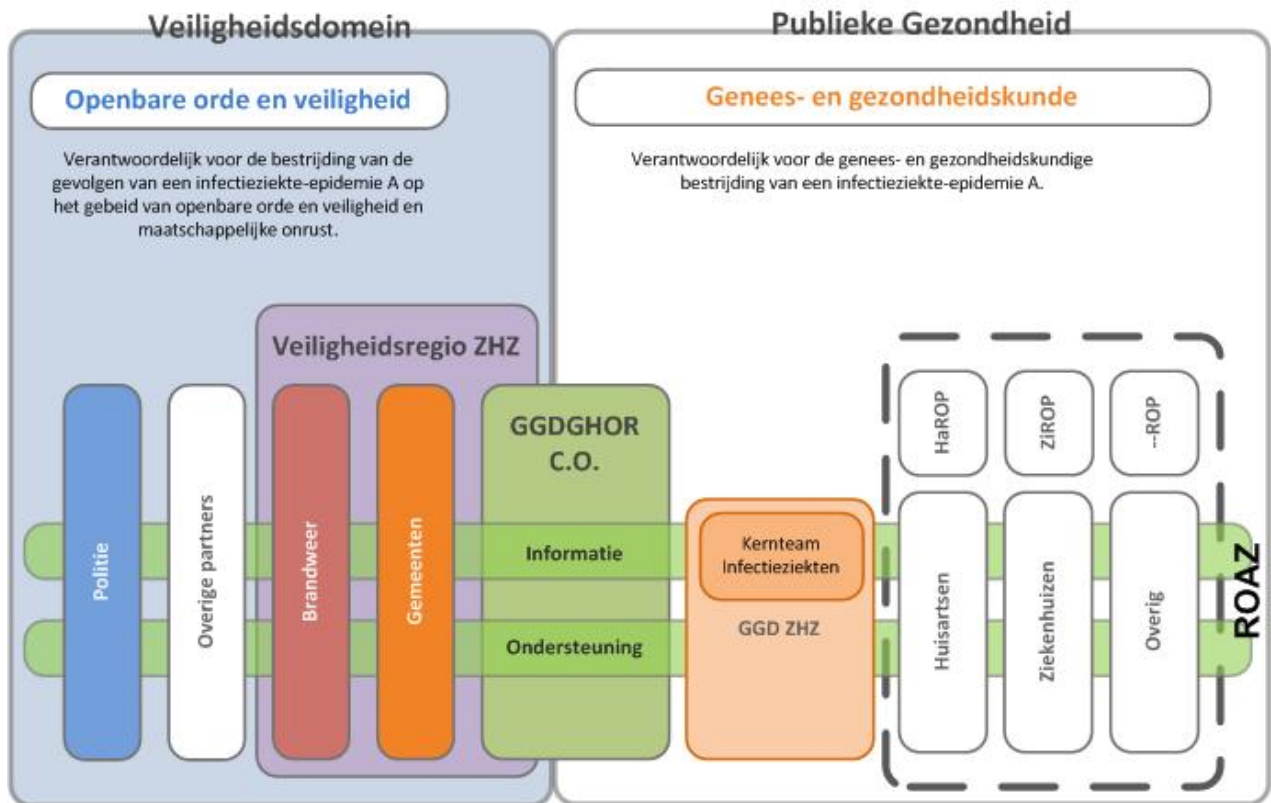 Veiligheidsdomein
Publieke Gezondheid
Openbare orde en veiligheid
Verantwoordelijk voor de bestrijding van de
gevolgen van een infectieziekte-epidemie A op
het gebeid van openbare orde en veiligheid en
maatschappelijke onrust.
Genees- en gezondheidskunde
Verantwoordelijk voor de genees- en gezondheidskundige
bestrijding van een infectieziekte-epidemie A.
Veiligheidsregio ZHZ
Politie
Overige partners
Brandweer
Gemeenten
GGDGHOR
C.O.
Informatie
Ondersteuning
Kernteam
Infectieziekten
GGD ZHZ
HaROP
ZiROP
--ROP
Huisartsen
Ziekenhuizen
Overig
ROAZ